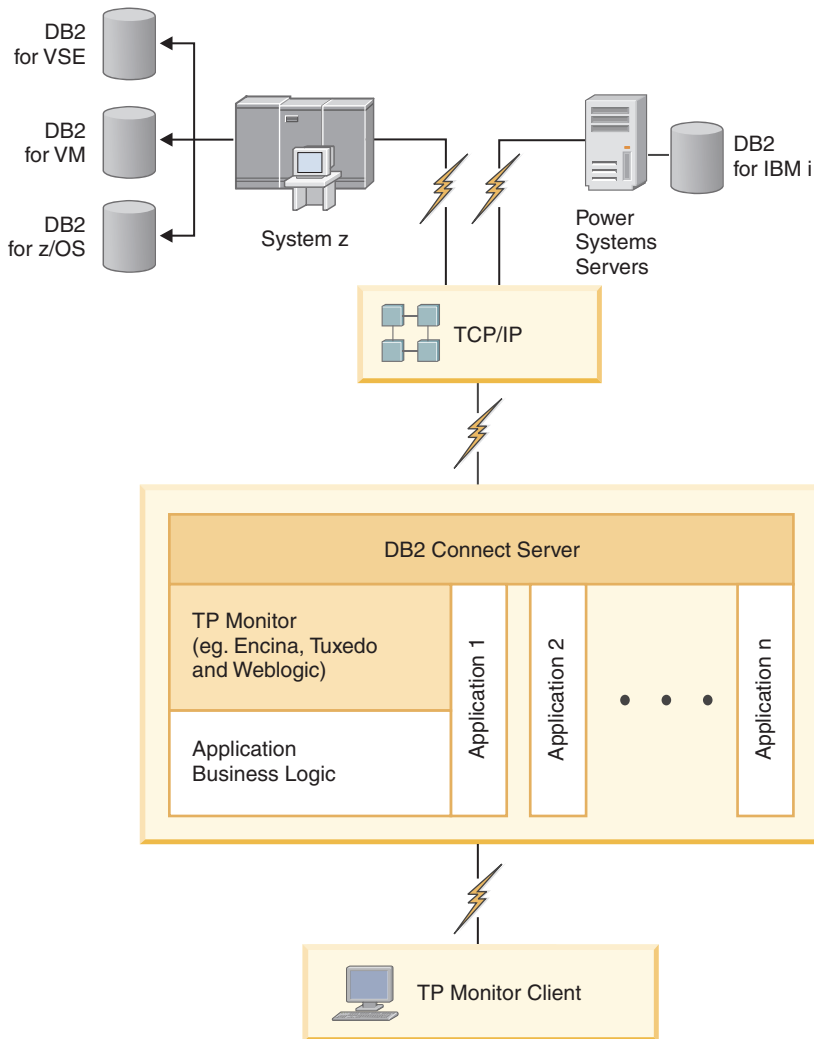 DB2
for VSE
DB2
for VM
DB2
for z/OS
System z
DB2
for IBM i
Power
Systems
Servers
TCP/IP
DB2 Connect Server
TP Monitor
(eg. Encina, Tuxedo
and Weblogic)
Application
Business Logic
Application 1
Application 2
Application n
TP Monitor Client